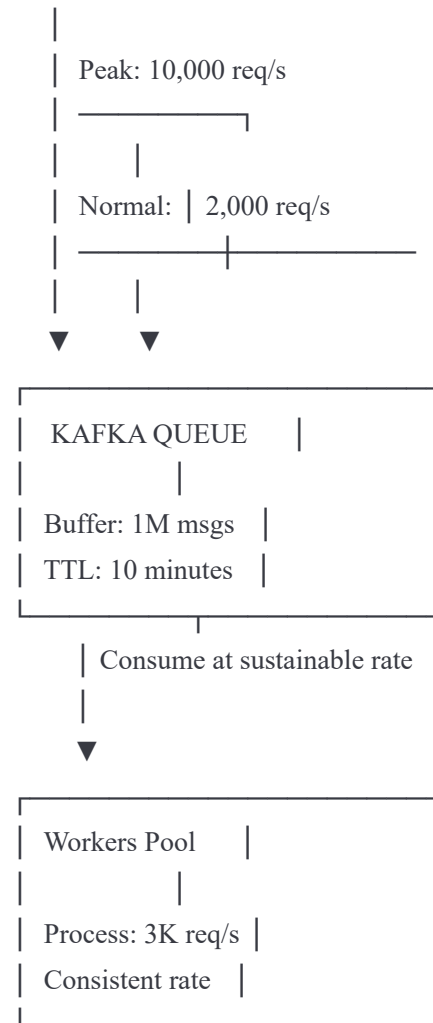 Peak: 10,000 req/s
Normal: 2,000 req/s
KAFKA QUEUE
Buffer: 1M msgs
TTL: 10 minutes
Consume at sustainable rate
Workers Pool
Process: 3K req/s
Consistent rate